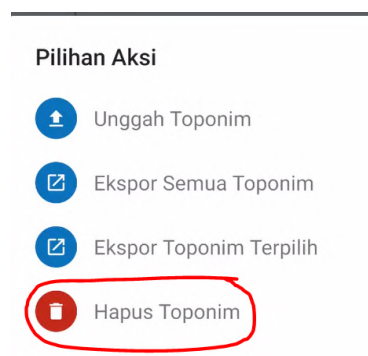 Pilihan Aksi
Unggah Toponim
Ekspor Semua Toponim
Ekspor Toponim Terpilih
Hapus Toponim